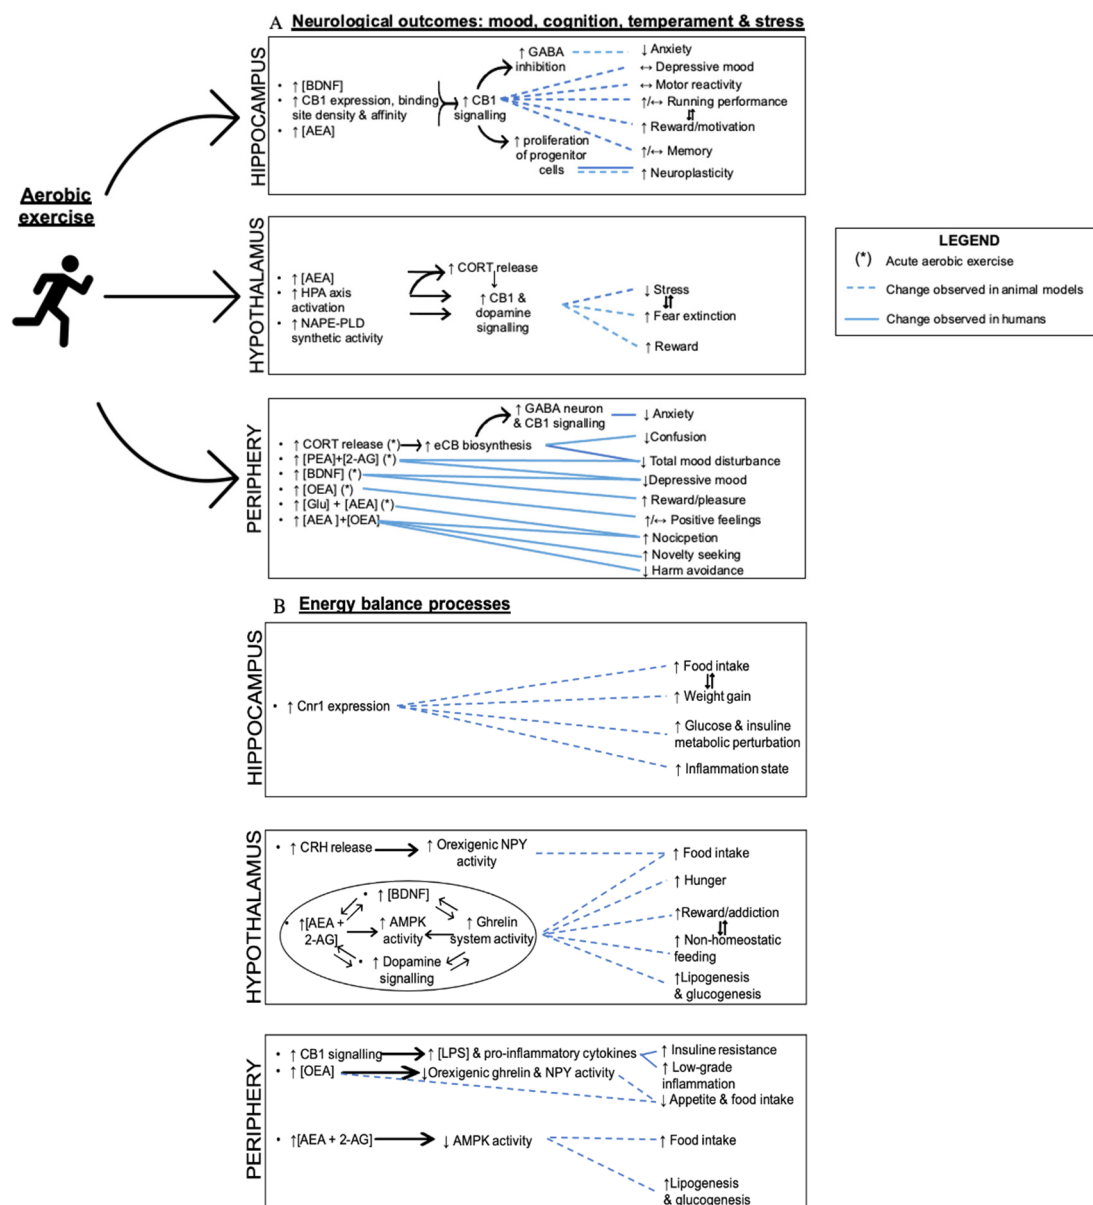 A Neurological outcomes: mood, cognition, temperament & stress
Aerobic
exercise
HIPPOCAMPUS
• ↑ [BDNF]
• ↑ CB1 expression, binding
site density & affinity
• ↑ [AEA]
↑ CB1
signalling
↑ GABA
inhibition
↑ proliferation
of progenitor
cells
↓ Anxiety
↔ Depressive mood
↔ Motor reactivity
↑/↔ Running performance
⇵
↑ Reward/motivation
↑/↔ Memory
↑ Neuroplasticity
HYPOTHALAMUS
• ↑ [AEA]
• ↑ HPA axis
activation
• ↑ NAPE-PLD
synthetic activity
↑ CORT release
↑ CB1 &
dopamine
signalling
↓ Stress
⇵
↑ Fear extinction
↑ Reward
LEGEND
(*) Acute aerobic exercise
Change observed in animal models
Change observed in humans
PERIPHERY
• ↑ CORT release (*)
• ↑ [PEA]+[2-AG] (*)
• ↑ [BDNF] (*)
• ↑ [OEA] (*)
• ↑ [Glu] + [AEA] (*)
• ↑ [AEA ]+[OEA]
↑ eCB biosynthesis
↑ GABA neuron
& CB1 signalling
↓ Anxiety
↓Confusion
↓ Total mood disturbance
↓Depressive mood
↑ Reward/pleasure
↑/↔ Positive feelings
↑ Nocicpetion
↑ Novelty seeking
↓ Harm avoidance
B Energy balance processes
HIPPOCAMPUS
• ↑ Cnr1 expression
↑ Food intake
⇵
↑ Weight gain
↑ Glucose & insuline
metabolic perturbation
↑ Inflammation state
HYPOTHALAMUS
• ↑ CRH release
↑ Orexigenic NPY
activity
• ↑ [BDNF]
• ↑[AEA +
2-AG]
↑ AMPK
activity
↑ Ghrelin
system activity
• ↑ Dopamine
signalling
↑ Food intake
↑ Hunger
↑Reward/addiction
⇵
↑ Non-homeostatic
feeding
↑Lipogenesis
& glucogenesis
PERIPHERY
• ↑ CB1 signalling
• ↑ [OEA]
↑ [LPS] & pro-inflammatory cytokines
↓Orexigenic ghrelin & NPY activity
↑ Insuline resistance
↑ Low-grade
inflammation
↓ Appetite & food intake
• ↑[AEA + 2-AG]
↓ AMPK activity
↑ Food intake
↑Lipogenesis
& glucogenesis